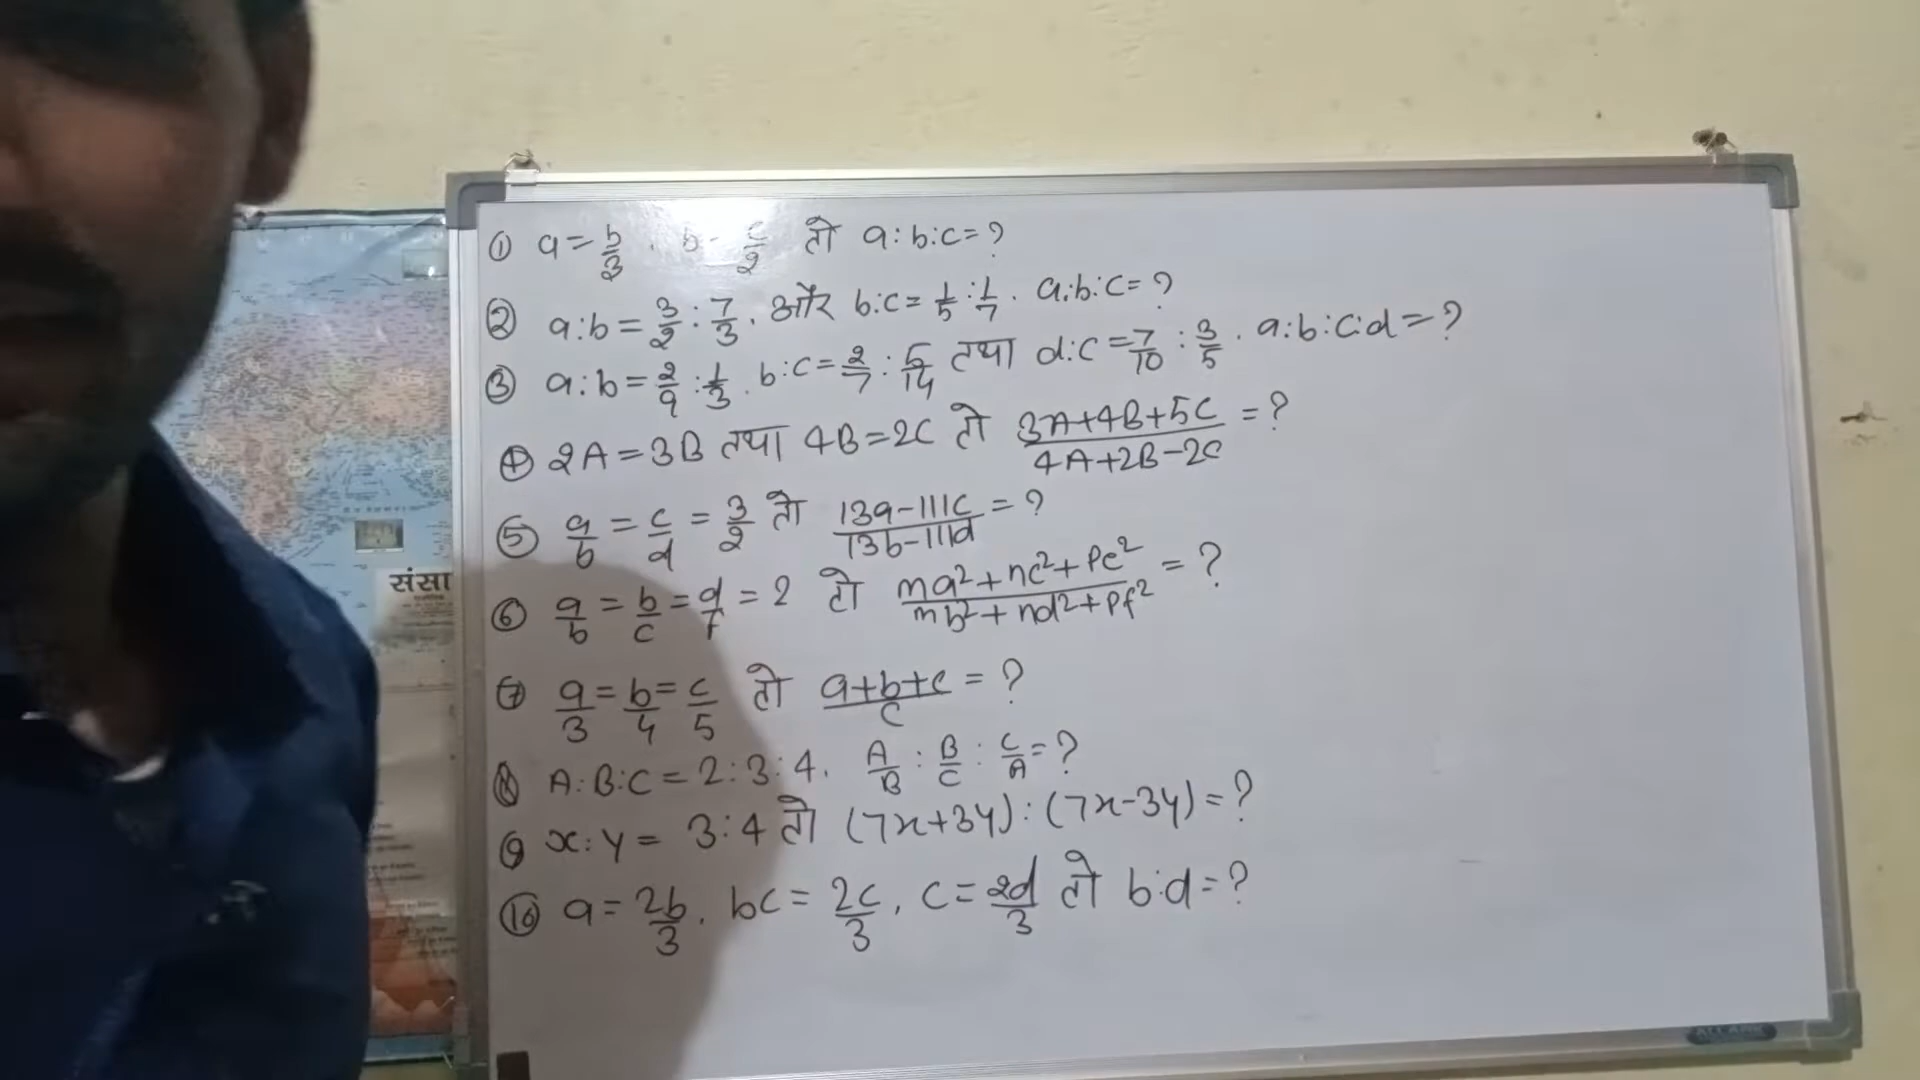 ① a = b/3 , b = c/2 तो a:b:c = ?
② a:b = 3/2 : 7/3 , और b:c = 1/5 : 1/7 . a:b:c = ?
③ a:b = 2/9 : 1/3 . b:c = 2/7 : 5/14 तथा d:c = 7/10 : 3/5 . a:b:c:d = ?
④ 2A = 3B तथा 4B = 2C तो (3A+4B+5C)/(4A+2B-2C) = ?
⑤ a/b = c/d = 3/2 तो (13a-111c)/(13b-111d) = ?
⑥ a/b = b/c = d/f = 2 तो (ma²+nc²+Pe²)/(mb²+nd²+Pf²) = ?
⑦ a/3 = b/4 = c/5 तो (a+b+c)/c = ?
⑧ A:B:C = 2:3:4. A/B : B/C : C/A = ?
⑨ x:y = 3:4 तो (7x+3y):(7x-3y) = ?
⑩ a = 2b/3 , bc = 2c/3 , c = 2d/3 तो b:d = ?
संसा